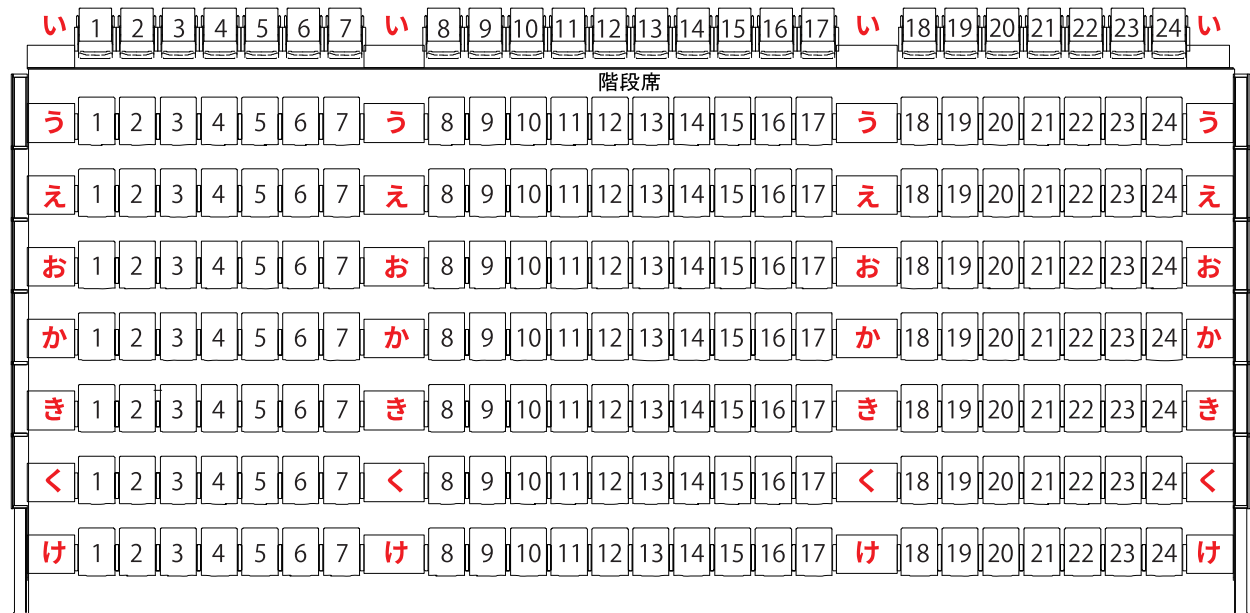 い 1 2 3 4 5 6 7 い 8 9 10 11 12 13 14 15 16 17 い 18 19 20 21 22 23 24 い
階段席
う 1 2 3 4 5 6 7 う 8 9 10 11 12 13 14 15 16 17 う 18 19 20 21 22 23 24 う
え 1 2 3 4 5 6 7 え 8 9 10 11 12 13 14 15 16 17 え 18 19 20 21 22 23 24 え
お 1 2 3 4 5 6 7 お 8 9 10 11 12 13 14 15 16 17 お 18 19 20 21 22 23 24 お
か 1 2 3 4 5 6 7 か 8 9 10 11 12 13 14 15 16 17 か 18 19 20 21 22 23 24 か
き 1 2 3 4 5 6 7 き 8 9 10 11 12 13 14 15 16 17 き 18 19 20 21 22 23 24 き
く 1 2 3 4 5 6 7 く 8 9 10 11 12 13 14 15 16 17 く 18 19 20 21 22 23 24 く
け 1 2 3 4 5 6 7 け 8 9 10 11 12 13 14 15 16 17 け 18 19 20 21 22 23 24 け